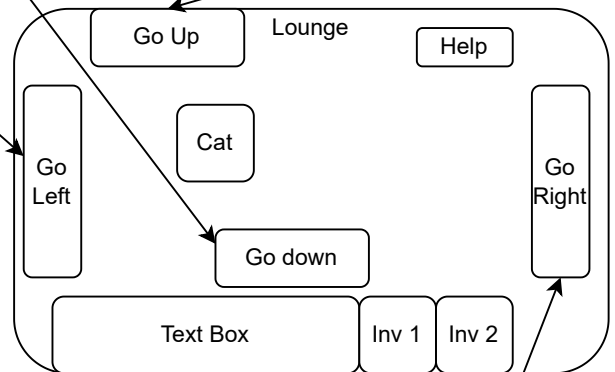 Lounge
Go Up
Help
Cat
Go
Left
Go
Right
Go down
Text Box
Inv 1
Inv 2